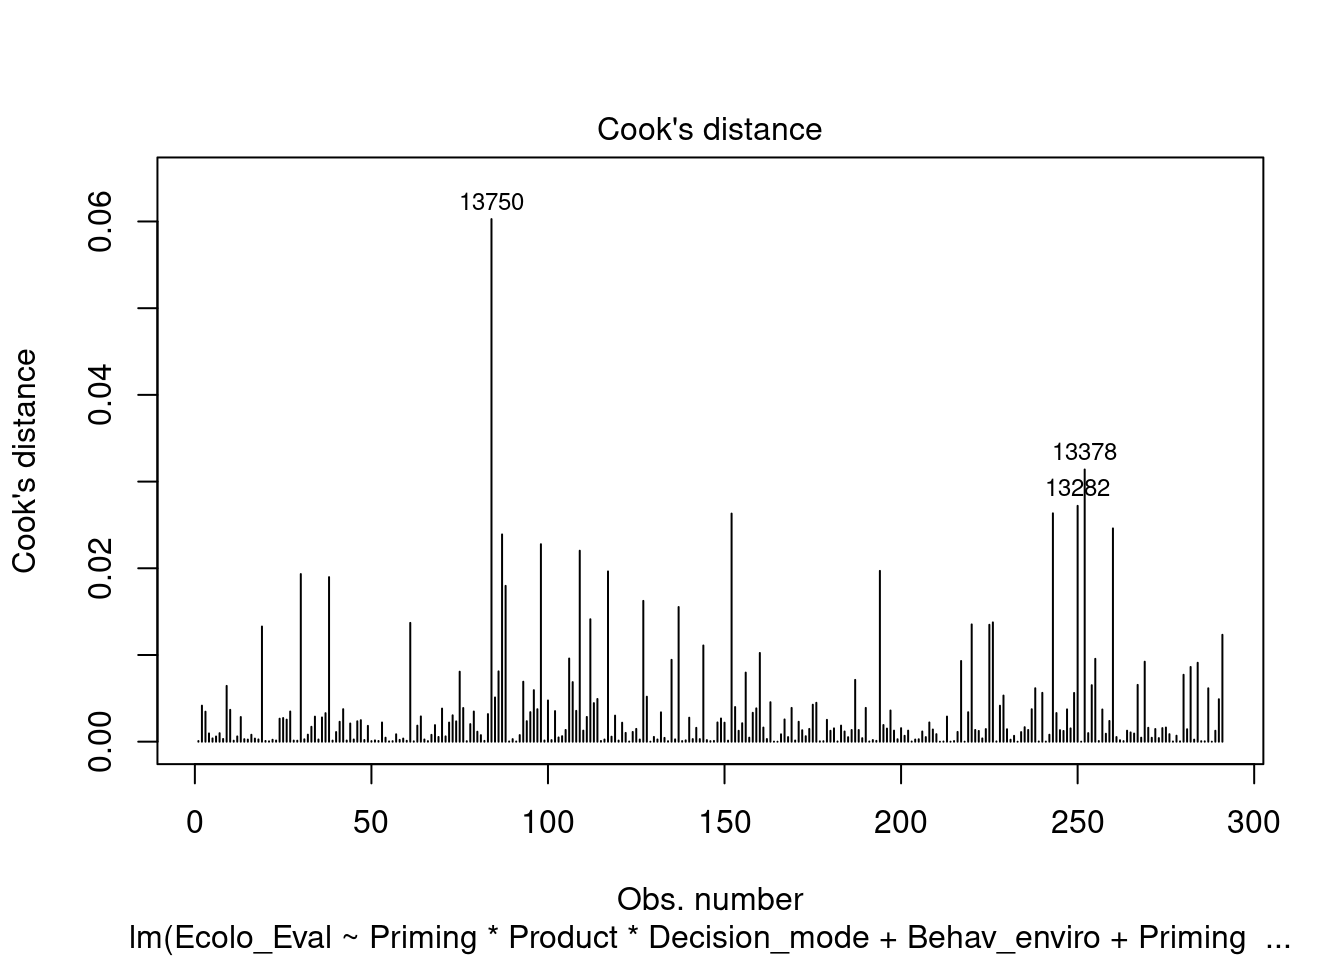 Cook's distance
13750
13378
13282
Cook's distance
0.06
0.04
0.02
0.00
0 50 100 150 200 250 300
Obs. number
lm(Ecolo_Eval ~ Priming * Product * Decision_mode + Behav_enviro + Priming ...